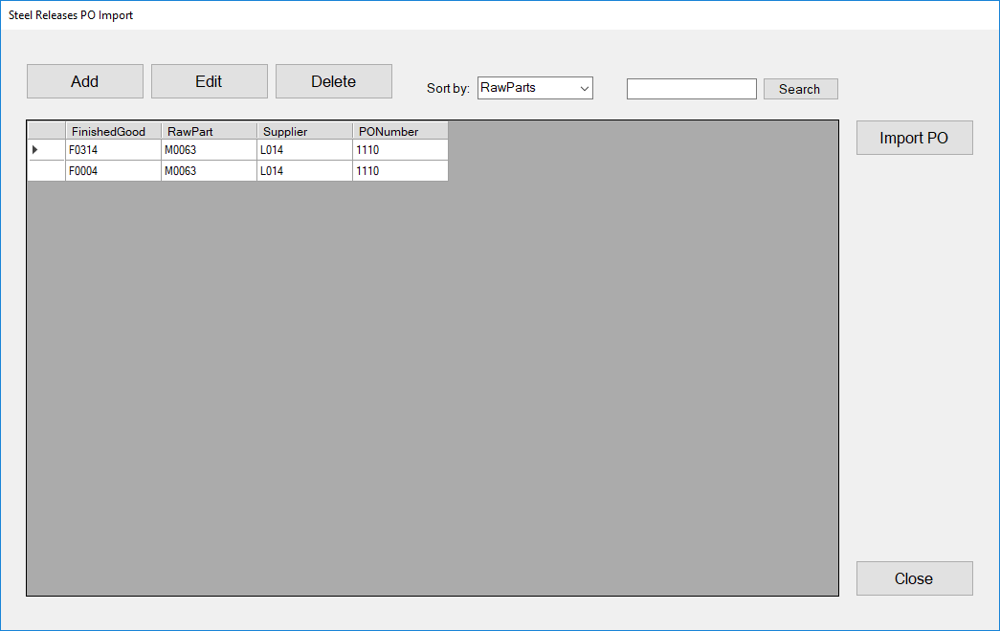 Steel Releases PO Import
Add Edit Delete Sort by: RawParts Search
FinishedGood RawPart Supplier PONumber
F0314 M0063 L014 1110
F0004 M0063 L014 1110
Import PO
Close